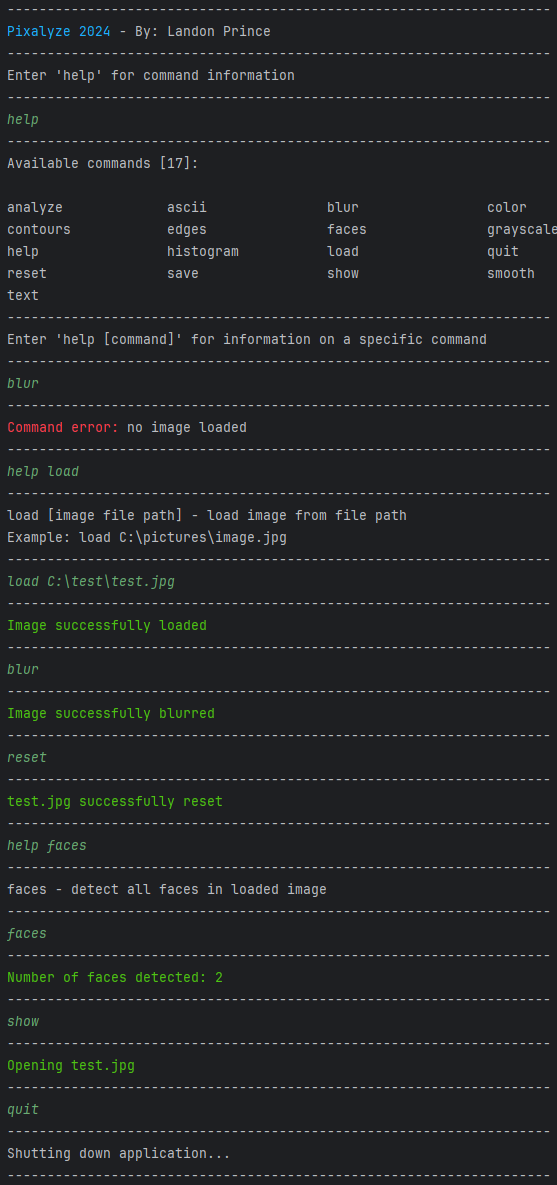 --------------------------------------------------------------------
Pixalyze 2024 - By: Landon Prince
--------------------------------------------------------------------
Enter 'help' for command information
--------------------------------------------------------------------
help
--------------------------------------------------------------------
Available commands [17]:
analyze ascii blur color
contours edges faces grayscale
help histogram load quit
reset save show smooth
text
--------------------------------------------------------------------
Enter 'help [command]' for information on a specific command
--------------------------------------------------------------------
blur
--------------------------------------------------------------------
Command error: no image loaded
--------------------------------------------------------------------
help load
--------------------------------------------------------------------
load [image file path] - load image from file path
Example: load C:\pictures\image.jpg
--------------------------------------------------------------------
load C:\test\test.jpg
--------------------------------------------------------------------
Image successfully loaded
--------------------------------------------------------------------
blur
--------------------------------------------------------------------
Image successfully blurred
--------------------------------------------------------------------
reset
--------------------------------------------------------------------
test.jpg successfully reset
--------------------------------------------------------------------
help faces
--------------------------------------------------------------------
faces - detect all faces in loaded image
--------------------------------------------------------------------
faces
--------------------------------------------------------------------
Number of faces detected: 2
--------------------------------------------------------------------
show
--------------------------------------------------------------------
Opening test.jpg
--------------------------------------------------------------------
quit
--------------------------------------------------------------------
Shutting down application...
--------------------------------------------------------------------